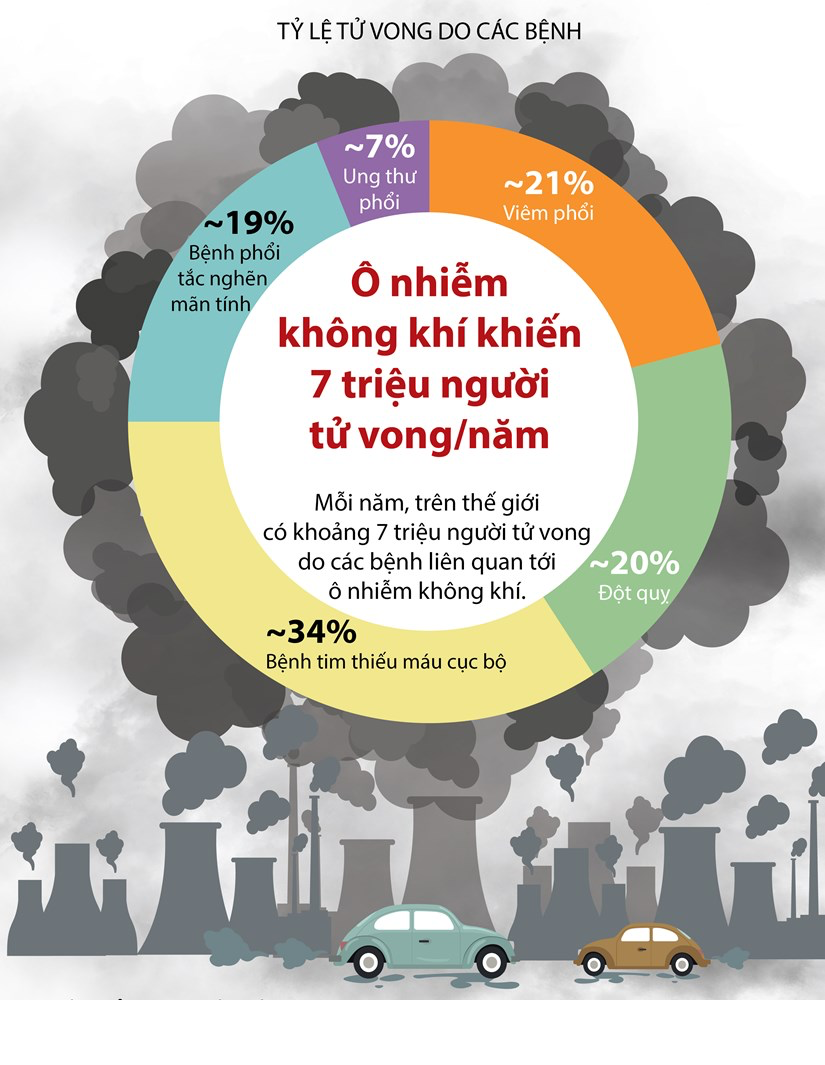 TỶ LỆ TỬ VONG DO CÁC BỆNH
~7%
Ung thư
phổi
~21%
Viêm phổi
~19%
Bệnh phổi
tắc nghẽn
mãn tính
Ô nhiễm
không khí khiến
7 triệu người
tử vong/năm
Mỗi năm, trên thế giới
có khoảng 7 triệu người tử vong
do các bệnh liên quan tới
ô nhiễm không khí.
~20%
Đột quỵ
~34%
Bệnh tim thiếu máu cục bộ